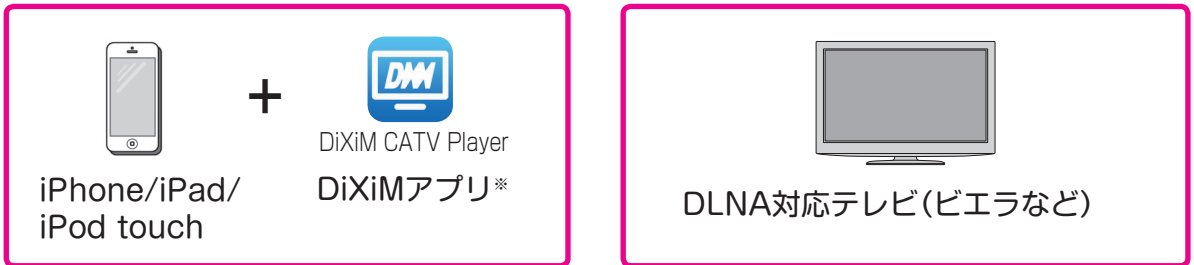 +
DMM
DiXiM CATV Player
iPhone/iPad/
iPod touch
DiXiMアプリ※
DLNA対応テレビ(ビエラなど)